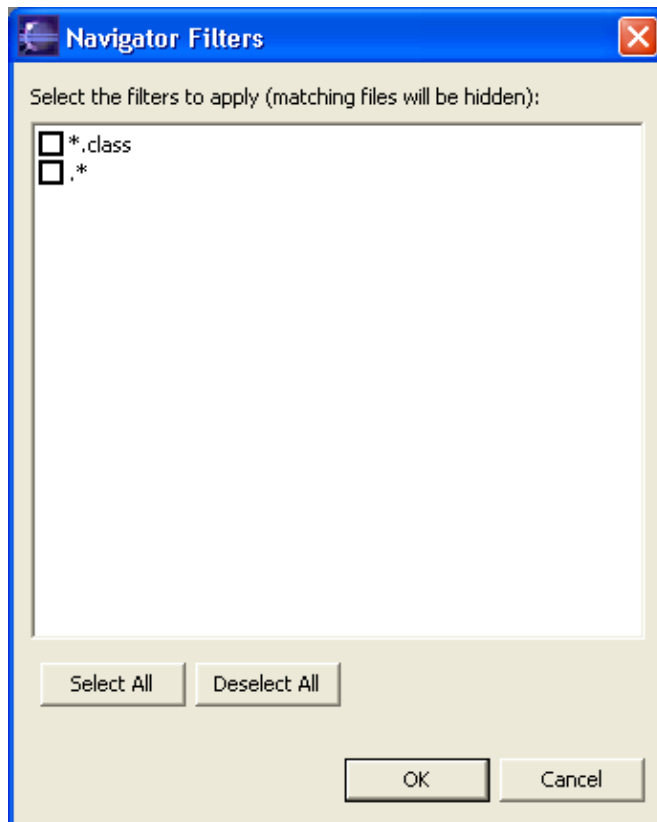 Navigator Filters
Select the filters to apply (matching files will be hidden):
*.class
.*
Select All Deselect All
OK Cancel